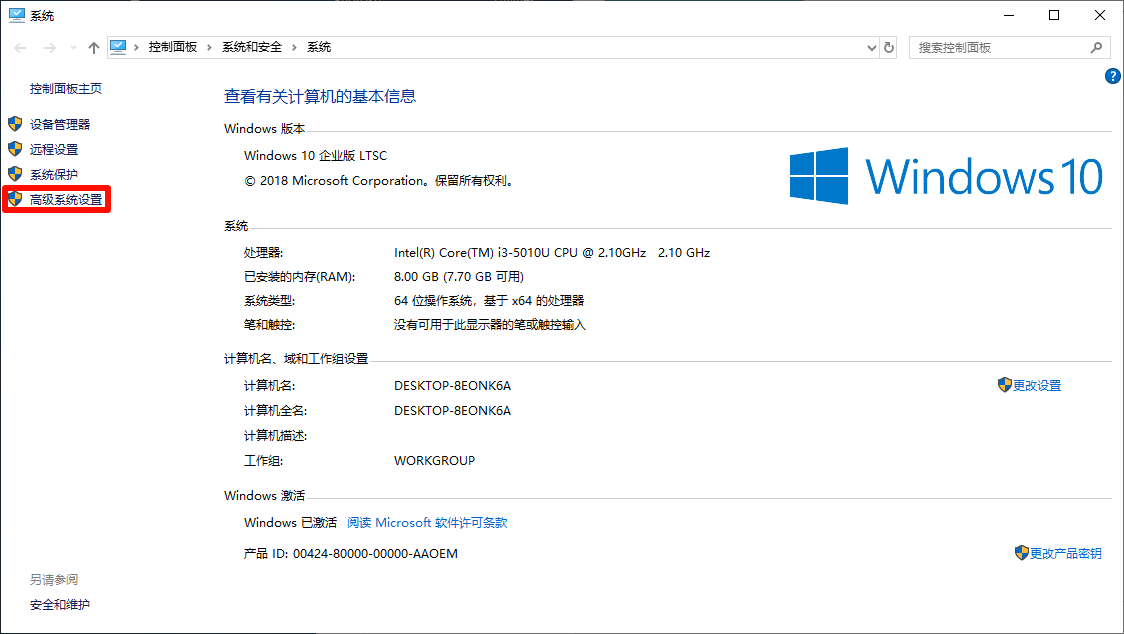 系统
控制面板 系统和安全 系统
搜索控制面板
?
控制面板主页
设备管理器
远程设置
系统保护
高级系统设置
查看有关计算机的基本信息
Windows 版本
Windows 10 企业版 LTSC
© 2018 Microsoft Corporation。保留所有权利。
Windows 10
系统
处理器: Intel(R) Core(TM) i3-5010U CPU @ 2.10GHz 2.10 GHz
已安装的内存(RAM): 8.00 GB (7.70 GB 可用)
系统类型: 64 位操作系统, 基于 x64 的处理器
笔和触控: 没有可用于此显示器的笔或触控输入
计算机名、域和工作组设置
计算机名: DESKTOP-8EONK6A
更改设置
计算机全名: DESKTOP-8EONK6A
计算机描述:
工作组: WORKGROUP
Windows 激活
Windows 已激活 阅读 Microsoft 软件许可条款
产品 ID: 00424-80000-00000-AAOEM
更改产品密钥
另请参阅
安全和维护